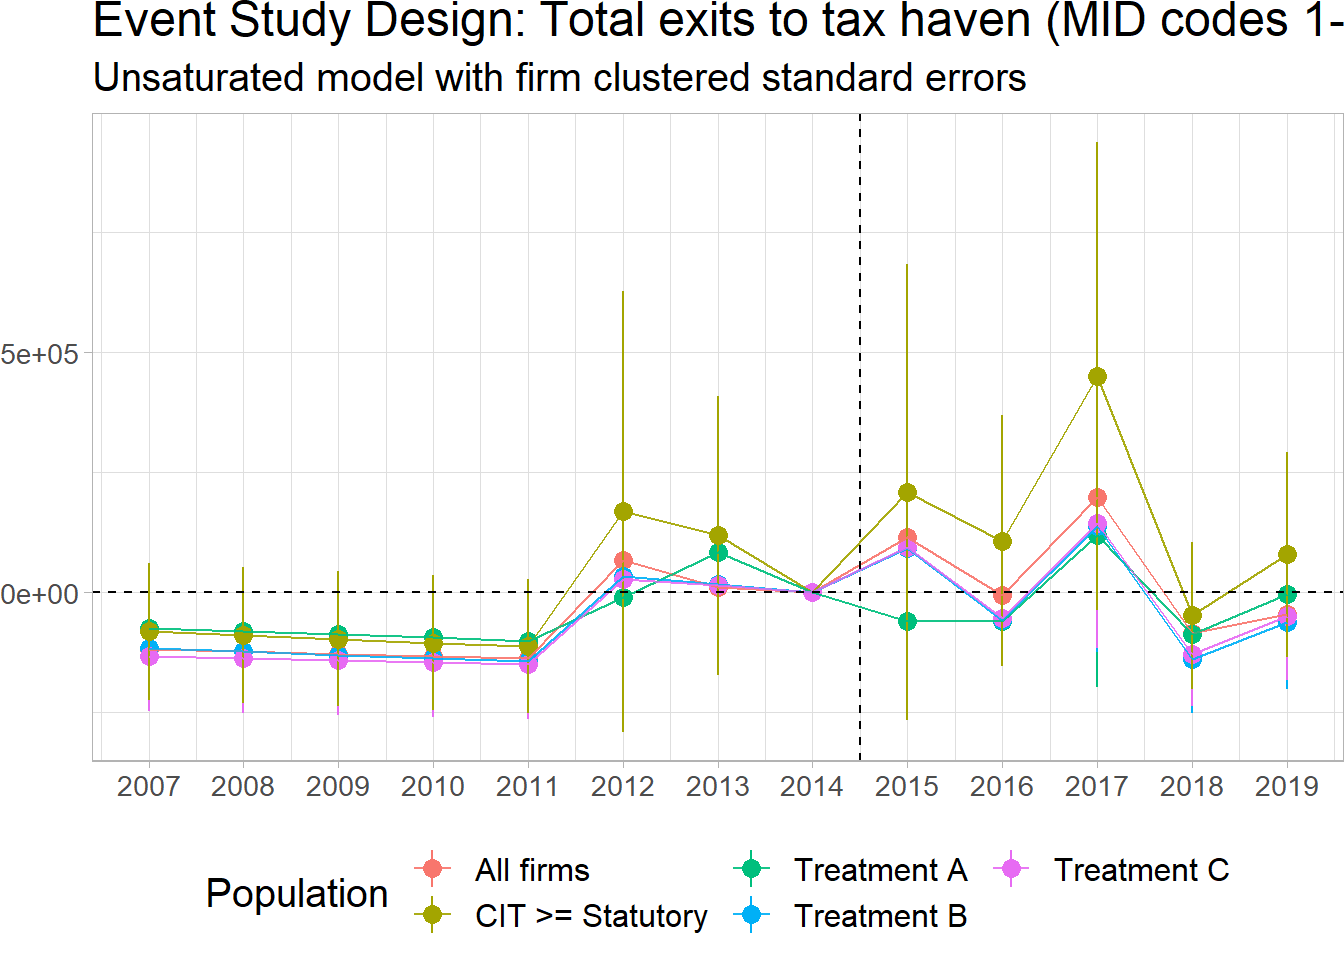 Event Study Design: Total exits to tax haven (MID codes 1-
Unsaturated model with firm clustered standard errors
5e+05
0e+00
2007 2008 2009 2010 2011 2012 2013 2014 2015 2016 2017 2018 2019
Population
All firms
CIT >= Statutory
Treatment A
Treatment B
Treatment C